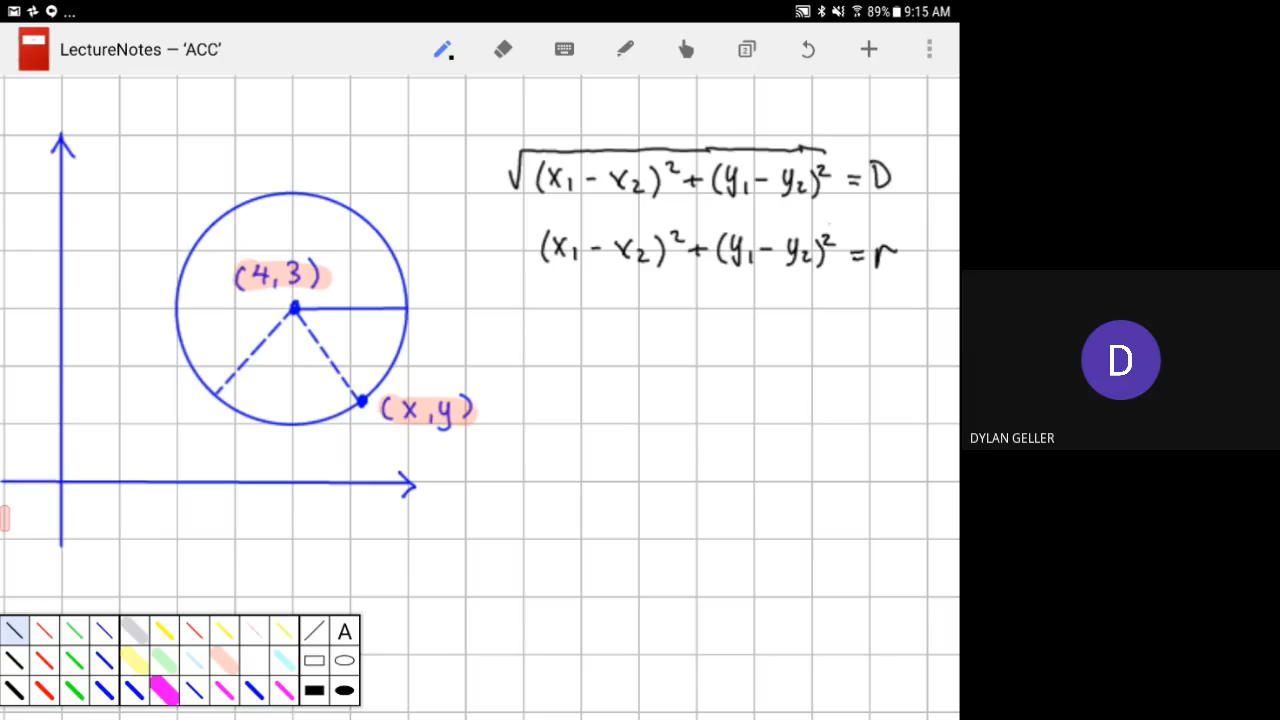 ... 89% 9:15 AM
LectureNotes – 'ACC'
2
√(x₁ - x₂)² + (y₁ - y₂)² = D
(x₁ - x₂)² + (y₁ - y₂)² = r
(4,3)
(x,y)
D
DYLAN GELLER
A